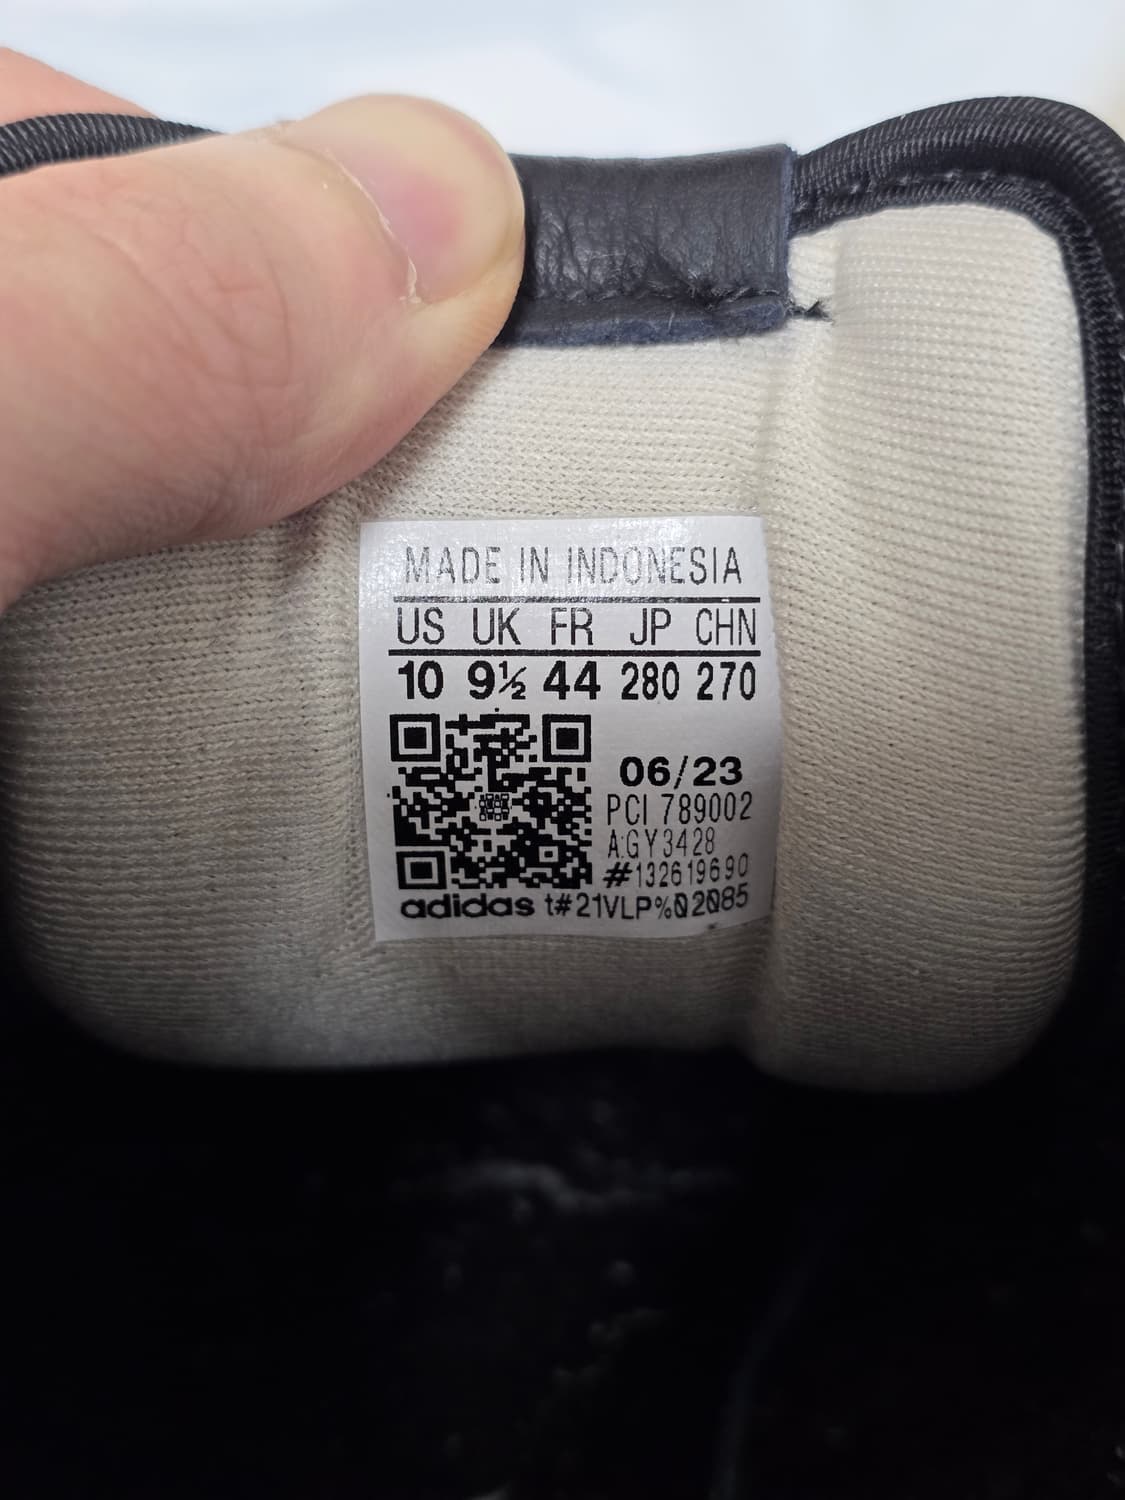 MADE IN INDONESIA
US UK FR JP CHN
10 9½ 44 280 270
06/23
PCI 789002
A:GY3428
#132619690
adidas t#21VLP%02085